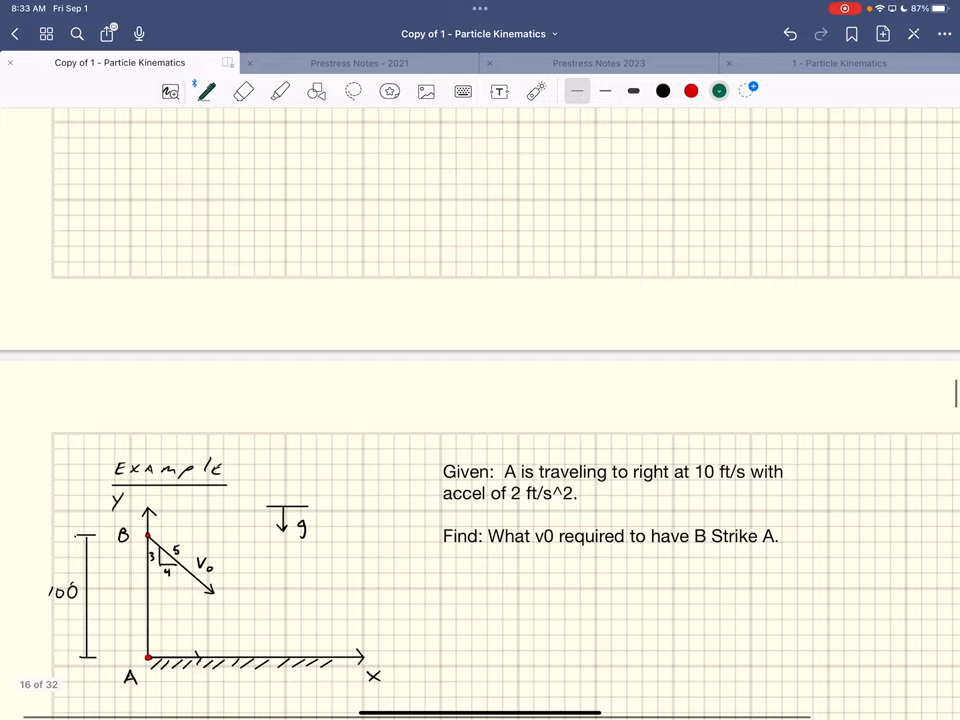 8:33 AM Fri Sep 1
87%
Copy of 1 - Particle Kinematics
Copy of 1 - Particle Kinematics
Prestress Notes - 2021
Prestress Notes 2023
1 - Particle Kinematics
EXAMPLE
Y
B
g
3 5
4
V₀
100'
A
X
Given: A is traveling to right at 10 ft/s with
accel of 2 ft/s^2.
Find: What v0 required to have B Strike A.
16 of 32